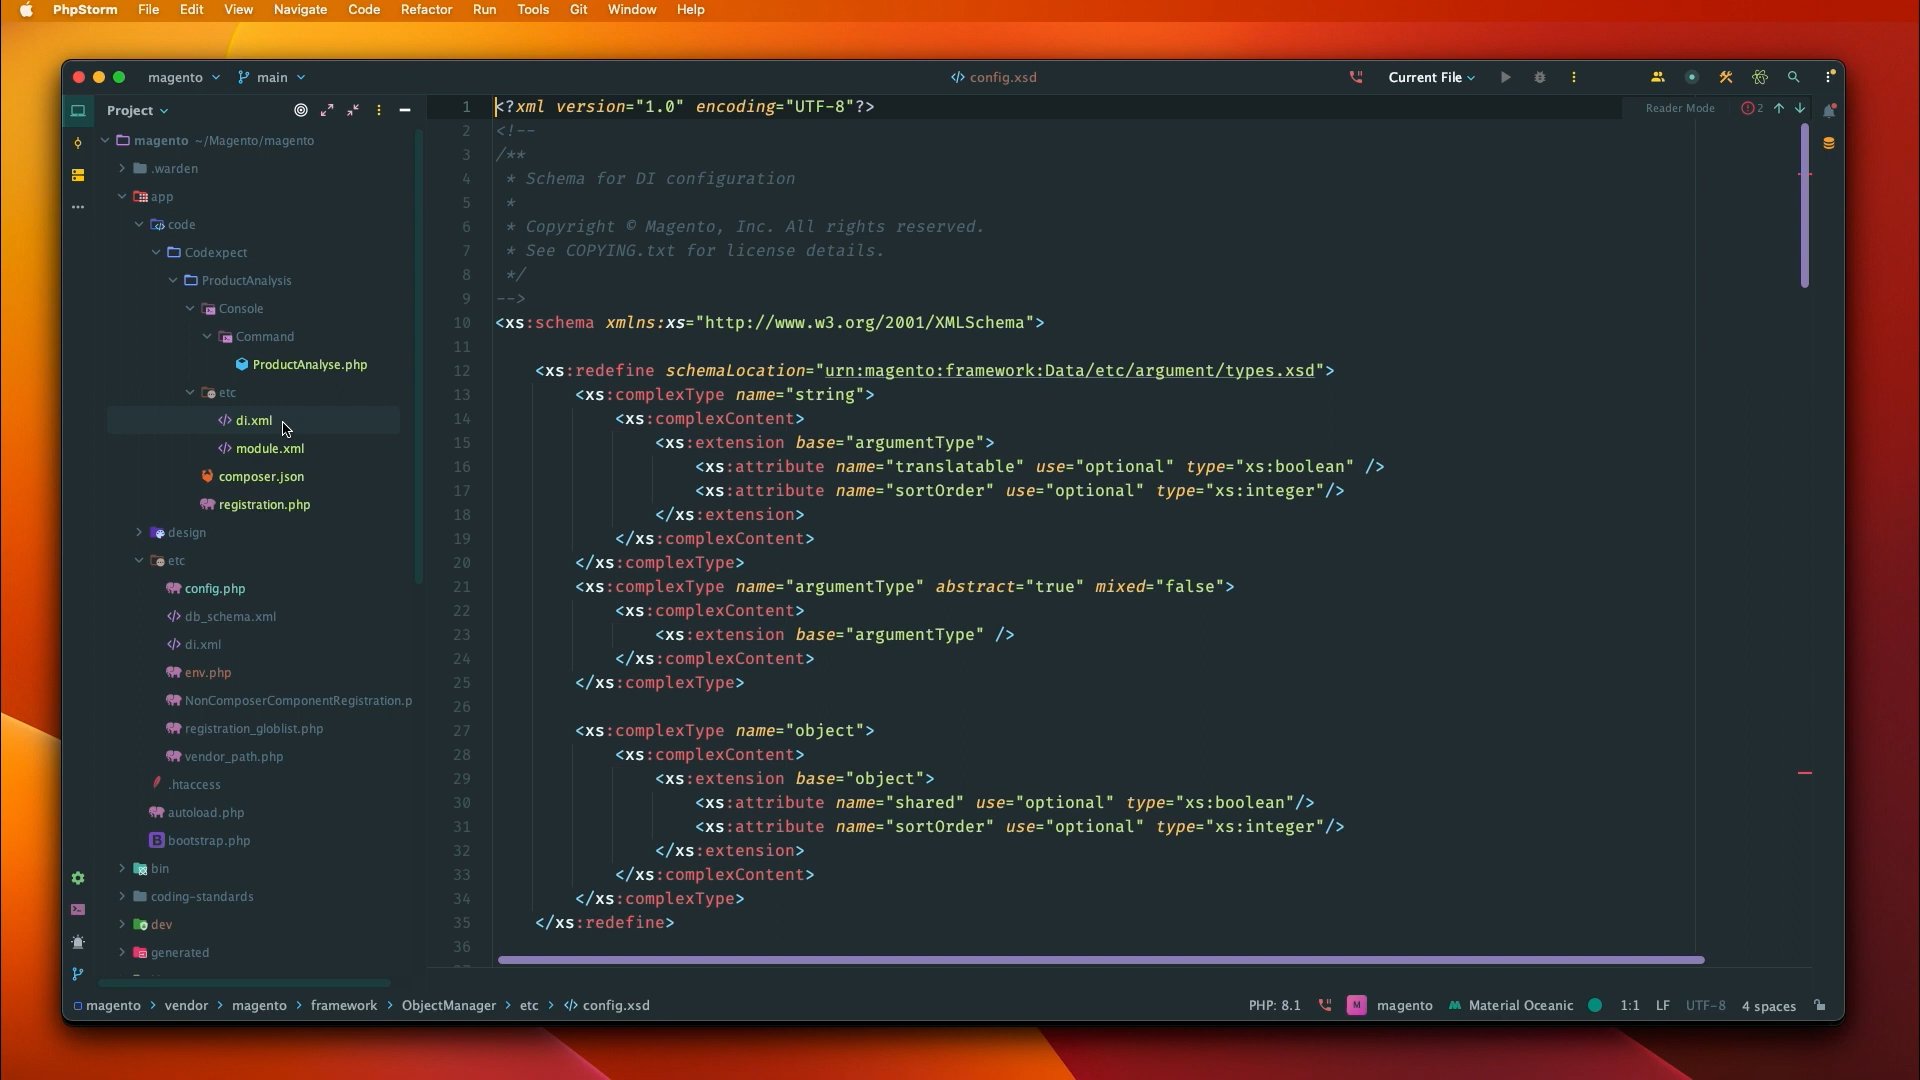 PhpStorm File Edit View Navigate Code Refactor Run Tools Git Window Help
magento main config.xsd Current File
Project
magento ~/Magento/magento
.warden
app
code
Codexpect
ProductAnalysis
Console
Command
ProductAnalyse.php
etc
di.xml
module.xml
composer.json
registration.php
design
etc
config.php
db_schema.xml
di.xml
env.php
NonComposerComponentRegistration.p
registration_globlist.php
vendor_path.php
.htaccess
autoload.php
bootstrap.php
bin
coding-standards
dev
generated
Reader Mode 2
1 <?xml version="1.0" encoding="UTF-8"?>
2 <!--
3 /**
4 * Schema for DI configuration
5 *
6 * Copyright © Magento, Inc. All rights reserved.
7 * See COPYING.txt for license details.
8 */
9 -->
10 <xs:schema xmlns:xs="http://www.w3.org/2001/XMLSchema">
11
12 <xs:redefine schemaLocation="urn:magento:framework:Data/etc/argument/types.xsd">
13 <xs:complexType name="string">
14 <xs:complexContent>
15 <xs:extension base="argumentType">
16 <xs:attribute name="translatable" use="optional" type="xs:boolean" />
17 <xs:attribute name="sortOrder" use="optional" type="xs:integer"/>
18 </xs:extension>
19 </xs:complexContent>
20 </xs:complexType>
21 <xs:complexType name="argumentType" abstract="true" mixed="false">
22 <xs:complexContent>
23 <xs:extension base="argumentType" />
24 </xs:complexContent>
25 </xs:complexType>
26
27 <xs:complexType name="object">
28 <xs:complexContent>
29 <xs:extension base="object">
30 <xs:attribute name="shared" use="optional" type="xs:boolean"/>
31 <xs:attribute name="sortOrder" use="optional" type="xs:integer"/>
32 </xs:extension>
33 </xs:complexContent>
34 </xs:complexType>
35 </xs:redefine>
36
magento > vendor > magento > framework > ObjectManager > etc > config.xsd PHP: 8.1 M magento Material Oceanic 1:1 LF UTF-8 4 spaces